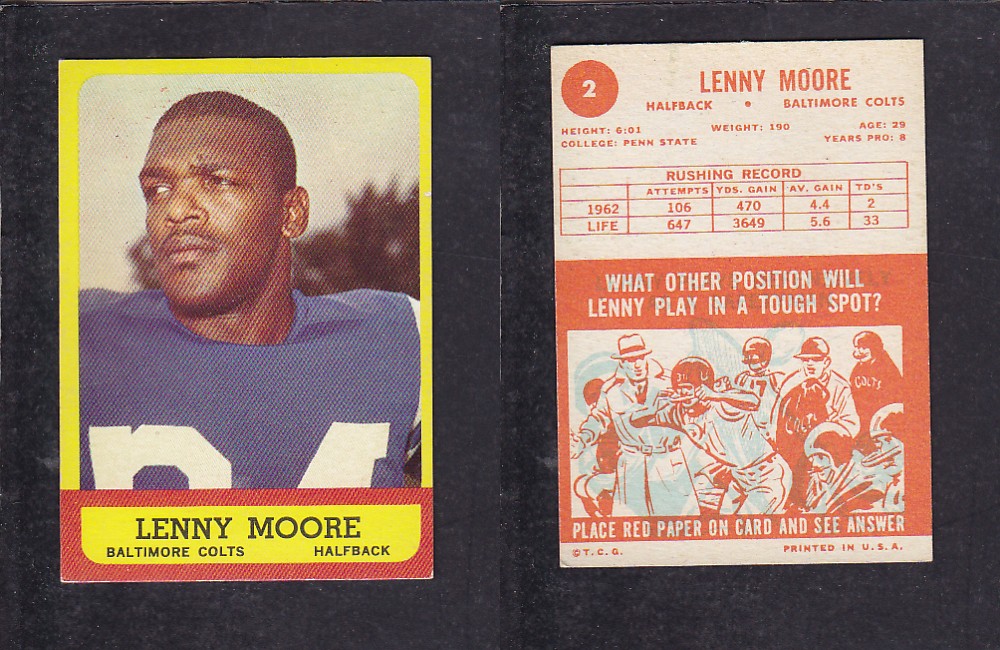 24
LENNY MOORE
BALTIMORE COLTS HALFBACK
2
LENNY MOORE
HALFBACK • BALTIMORE COLTS
HEIGHT: 6:01 WEIGHT: 190 AGE: 29
COLLEGE: PENN STATE YEARS PRO: 8
RUSHING RECORD
ATTEMPTS YDS. GAIN AV. GAIN TD'S
1962 106 470 4.4 2
LIFE 647 3649 5.6 33
WHAT OTHER POSITION WILL
LENNY PLAY IN A TOUGH SPOT?
17
COLTS
COLTS
PLACE RED PAPER ON CARD AND SEE ANSWER
©T.C.G. PRINTED IN U.S.A.